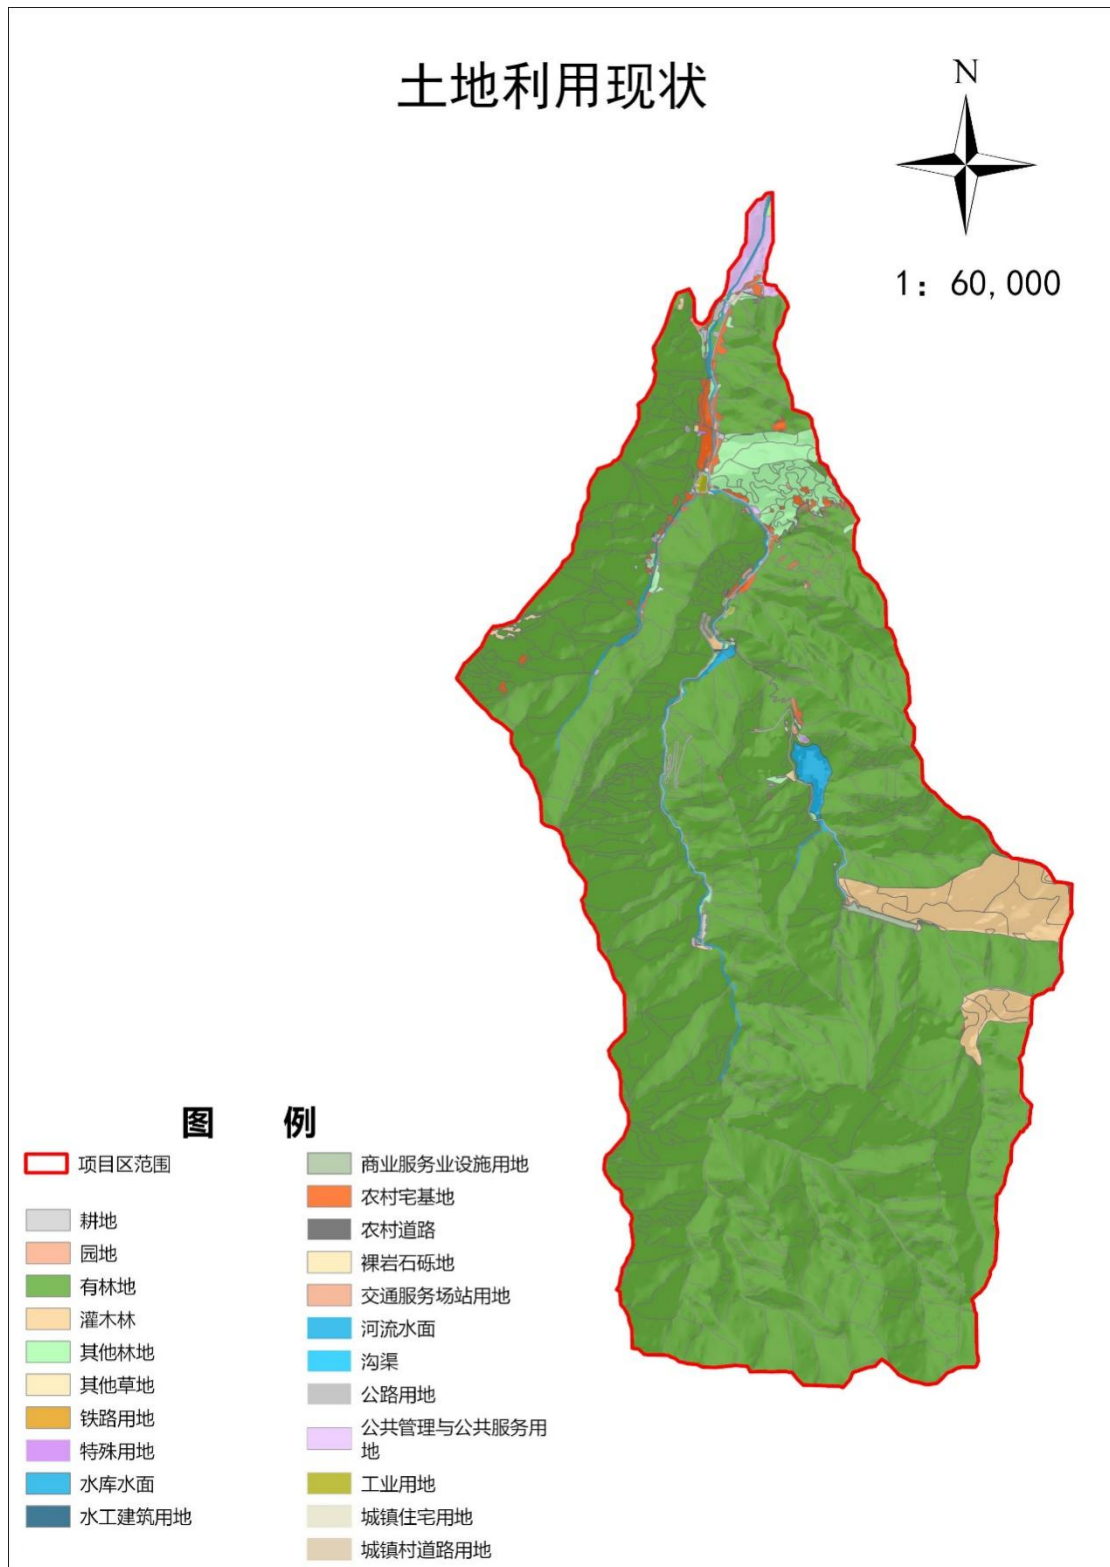 土地利用现状
N
1：60,000
图 例
项目区范围
耕地
园地
有林地
灌木林
其他林地
其他草地
铁路用地
特殊用地
水库水面
水工建筑用地
商业服务业设施用地
农村宅基地
农村道路
裸岩石砾地
交通服务场站用地
河流水面
沟渠
公路用地
公共管理与公共服务用
地
工业用地
城镇住宅用地
城镇村道路用地